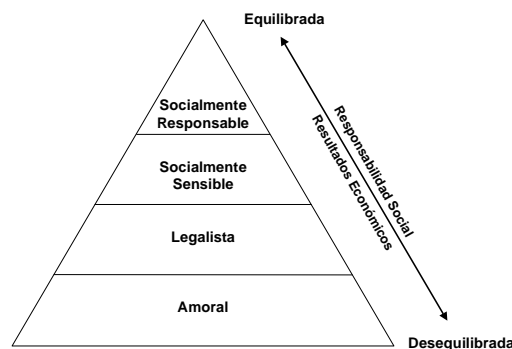 Equilibrada
Socialmente
Responsable
Socialmente
Sensible
Legalista
Amoral
Responsabilidad Social
Resultados Económicos
Desequilibrada